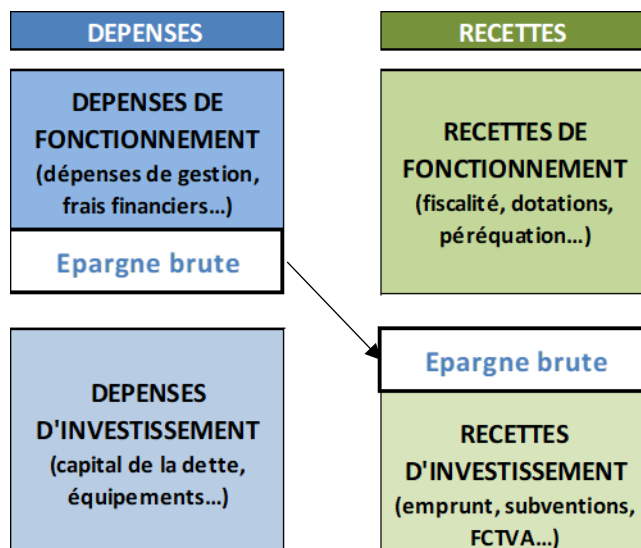 DEPENSES
RECETTES
DEPENSES DE
FONCTIONNEMENT
(dépenses de gestion,
frais financiers...)
Epargne brute
RECETTES DE
FONCTIONNEMENT
(fiscalité, dotations,
péréquation...)
DEPENSES
D'INVESTISSEMENT
(capital de la dette,
équipements...)
Epargne brute
RECETTES
D'INVESTISSEMENT
(emprunt, subventions,
FCTVA...)